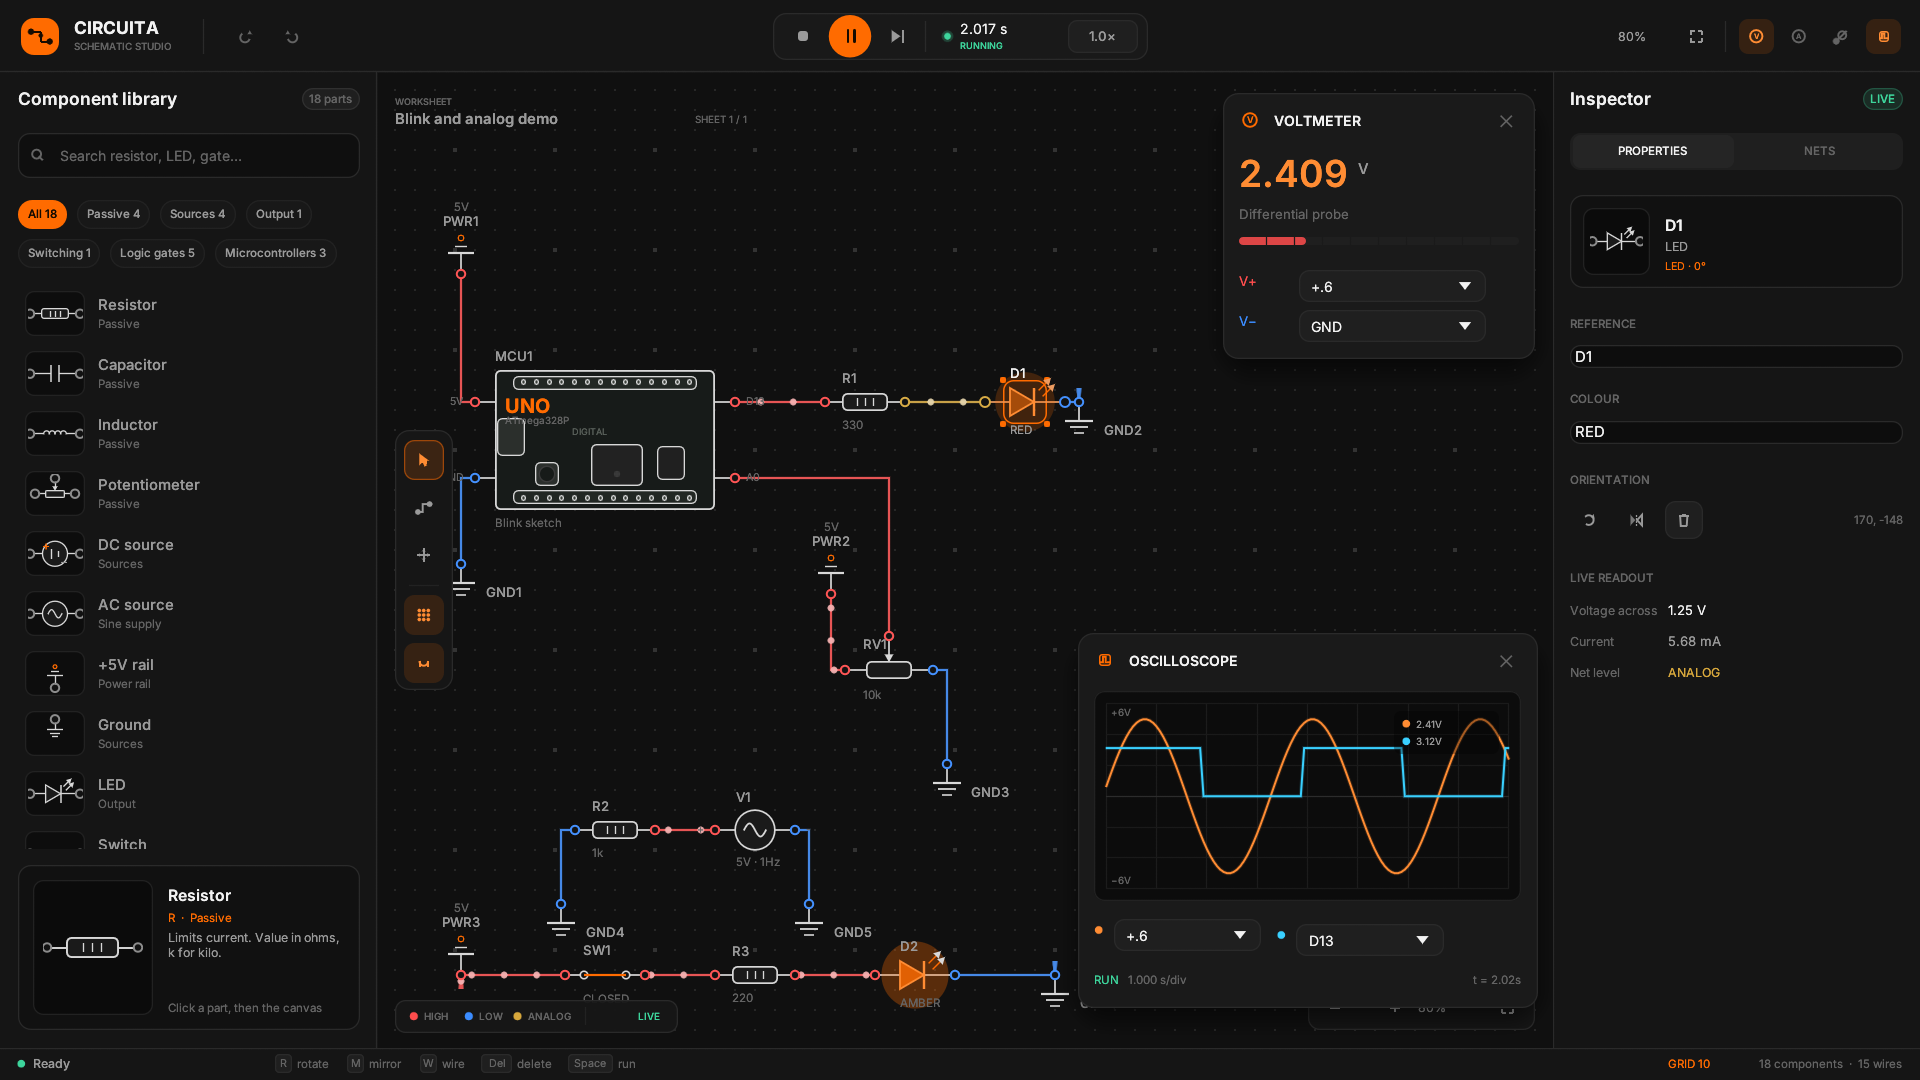 CIRCUITA
SCHEMATIC STUDIO
2.017 s
RUNNING
1.0×
80%
Component library
18 parts
Search resistor, LED, gate...
All 18
Passive 4
Sources 4
Output 1
Switching 1
Logic gates 5
Microcontrollers 3
Resistor
Passive
Capacitor
Passive
Inductor
Passive
Potentiometer
Passive
DC source
Sources
AC source
Sine supply
+5V rail
Power rail
Ground
Sources
LED
Output
Switch
Resistor
R · Passive
Limits current. Value in ohms,
k for kilo.
Click a part, then the canvas
WORKSHEET
Blink and analog demo
SHEET 1 / 1
5V
PWR1
MCU1
5V
UNO
ATmega328P
DIGITAL
D13
A0
Blink sketch
GND1
R1
330
D1
RED
GND2
5V
PWR2
RV1
10k
GND3
R2
1k
V1
5V · 1Hz
GND4
GND5
5V
PWR3
SW1
CLOSED
R3
220
D2
AMBER
HIGH
LOW
ANALOG
LIVE
VOLTMETER
2.409 V
Differential probe
V+
+.6
V−
GND
OSCILLOSCOPE
+6V
2.41V
3.12V
−6V
+.6
D13
RUN
1.000 s/div
t = 2.02s
80%
Inspector
LIVE
PROPERTIES
NETS
D1
LED
LED · 0°
REFERENCE
D1
COLOUR
RED
ORIENTATION
170, -148
LIVE READOUT
Voltage across
1.25 V
Current
5.68 mA
Net level
ANALOG
Ready
R rotate
M mirror
W wire
Del delete
Space run
GRID 10
18 components · 15 wires